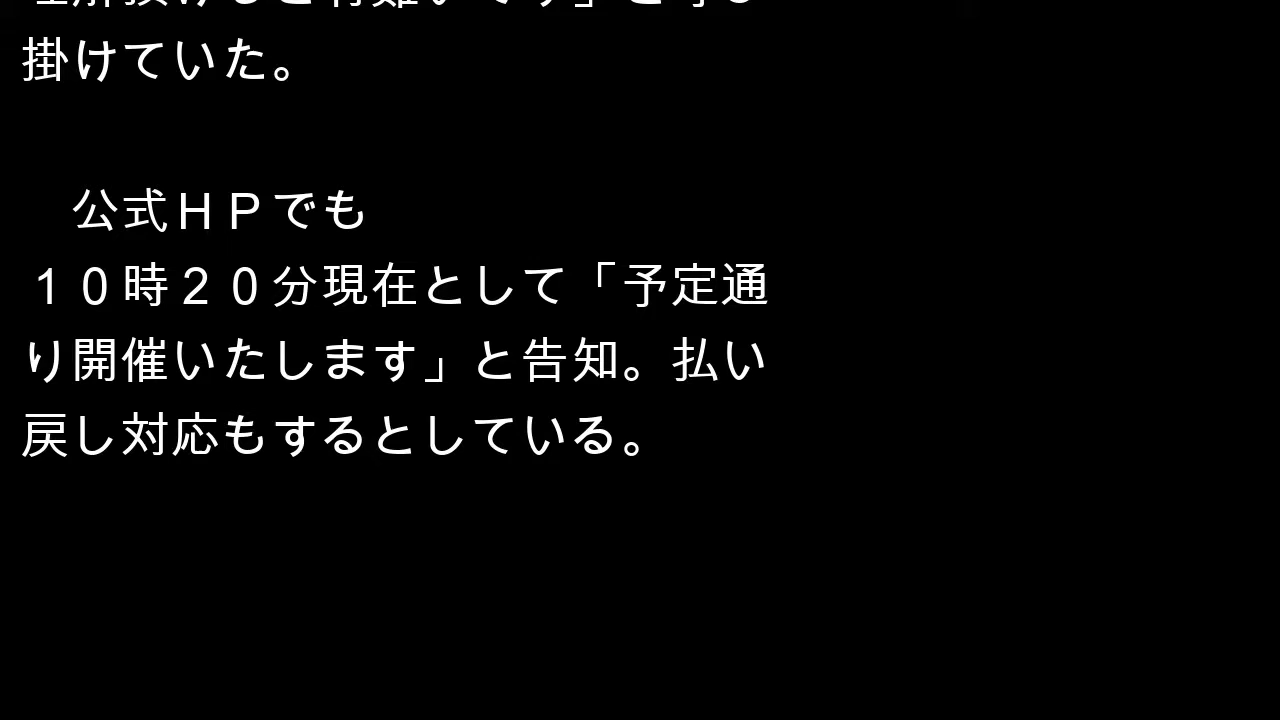 掛けていた。
　公式ＨＰでも
１０時２０分現在として「予定通
り開催いたします」と告知。払い
戻し対応もするとしている。